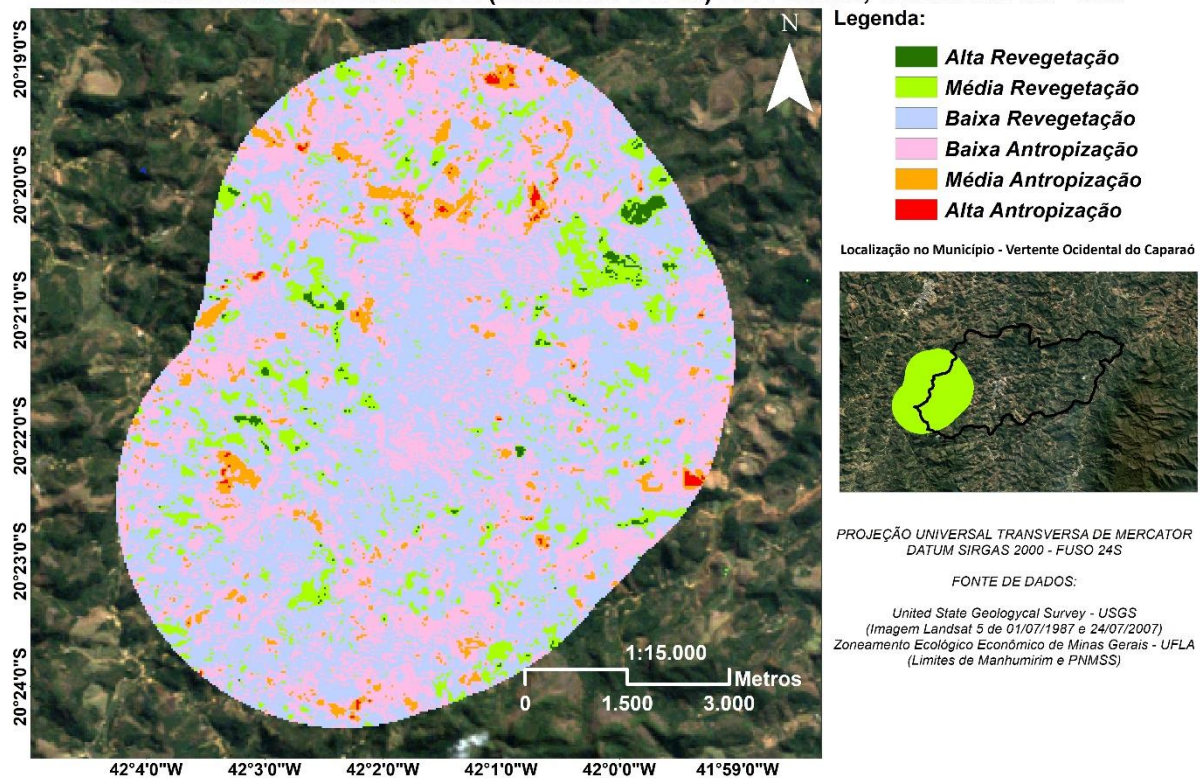 Legenda:
Alta Revegetação
Média Revegetação
Baixa Revegetação
Baixa Antropização
Média Antropização
Alta Antropização
Localização no Município - Vertente Ocidental do Caparaó
PROJEÇÃO UNIVERSAL TRANSVERSA DE MERCATOR
DATUM SIRGAS 2000 - FUSO 24S
FONTE DE DADOS:
United State Geologycal Survey - USGS
(Imagem Landsat 5 de 01/07/1987 e 24/07/2007)
Zoneamento Ecológico Econômico de Minas Gerais - UFLA
(Limites de Manhumirim e PNMSS)
N
20°19'0"S
20°20'0"S
20°21'0"S
20°22'0"S
20°23'0"S
20°24'0"S
1:15.000
Metros
0 1.500 3.000
42°4'0"W 42°3'0"W 42°2'0"W 42°1'0"W 42°0'0"W 41°59'0"W